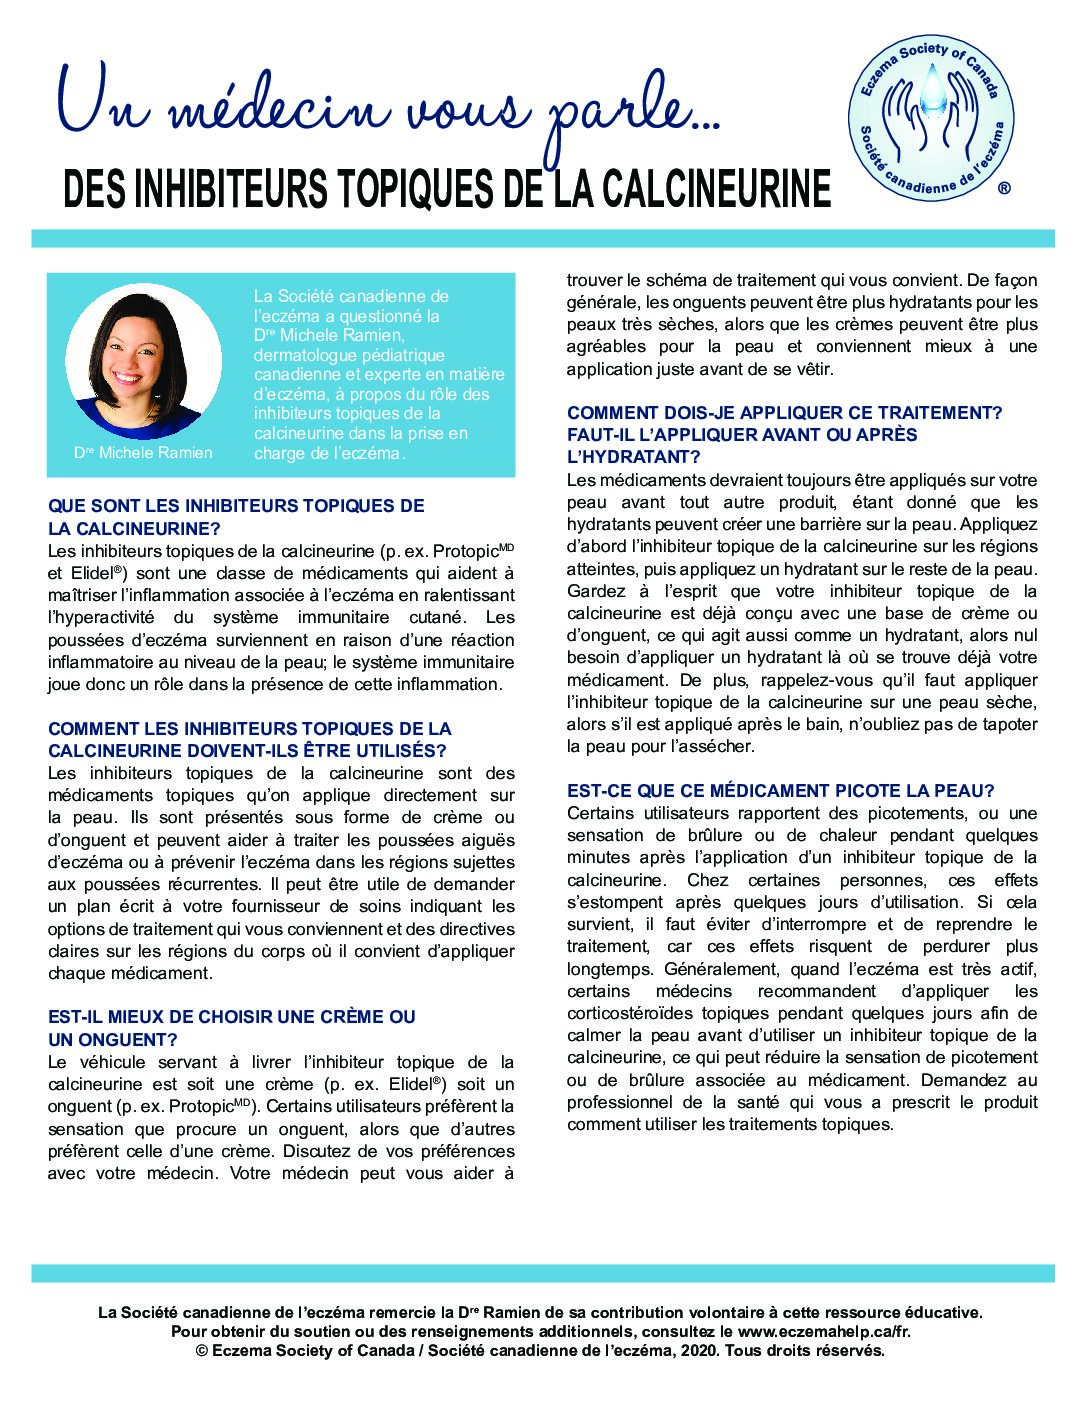 Un médecin vous parle...
DES INHIBITEURS TOPIQUES DE LA CALCINEURINE
Eczema Society of Canada
Société canadienne de l'eczéma
®
La Société canadienne de
l’eczéma a questionné la
Dre Michele Ramien,
dermatologue pédiatrique
canadienne et experte en matière
d’eczéma, à propos du rôle des
inhibiteurs topiques de la
calcineurine dans la prise en
charge de l’eczéma.
Dre Michele Ramien
QUE SONT LES INHIBITEURS TOPIQUES DE
LA CALCINEURINE?
Les inhibiteurs topiques de la calcineurine (p. ex. ProtopicMD
et Elidel®) sont une classe de médicaments qui aident à
maîtriser l’inflammation associée à l’eczéma en ralentissant
l’hyperactivité du système immunitaire cutané. Les
poussées d’eczéma surviennent en raison d’une réaction
inflammatoire au niveau de la peau; le système immunitaire
joue donc un rôle dans la présence de cette inflammation.
COMMENT LES INHIBITEURS TOPIQUES DE LA
CALCINEURINE DOIVENT-ILS ÊTRE UTILISÉS?
Les inhibiteurs topiques de la calcineurine sont des
médicaments topiques qu’on applique directement sur
la peau. Ils sont présentés sous forme de crème ou
d’onguent et peuvent aider à traiter les poussées aiguës
d’eczéma ou à prévenir l’eczéma dans les régions sujettes
aux poussées récurrentes. Il peut être utile de demander
un plan écrit à votre fournisseur de soins indiquant les
options de traitement qui vous conviennent et des directives
claires sur les régions du corps où il convient d’appliquer
chaque médicament.
EST-IL MIEUX DE CHOISIR UNE CRÈME OU
UN ONGUENT?
Le véhicule servant à livrer l’inhibiteur topique de la
calcineurine est soit une crème (p. ex. Elidel®) soit un
onguent (p. ex. ProtopicMD). Certains utilisateurs préfèrent la
sensation que procure un onguent, alors que d’autres
préfèrent celle d’une crème. Discutez de vos préférences
avec votre médecin. Votre médecin peut vous aider à
trouver le schéma de traitement qui vous convient. De façon
générale, les onguents peuvent être plus hydratants pour les
peaux très sèches, alors que les crèmes peuvent être plus
agréables pour la peau et conviennent mieux à une
application juste avant de se vêtir.
COMMENT DOIS-JE APPLIQUER CE TRAITEMENT?
FAUT-IL L’APPLIQUER AVANT OU APRÈS
L’HYDRATANT?
Les médicaments devraient toujours être appliqués sur votre
peau avant tout autre produit, étant donné que les
hydratants peuvent créer une barrière sur la peau. Appliquez
d’abord l’inhibiteur topique de la calcineurine sur les régions
atteintes, puis appliquez un hydratant sur le reste de la peau.
Gardez à l’esprit que votre inhibiteur topique de la
calcineurine est déjà conçu avec une base de crème ou
d’onguent, ce qui agit aussi comme un hydratant, alors nul
besoin d’appliquer un hydratant là où se trouve déjà votre
médicament. De plus, rappelez-vous qu’il faut appliquer
l’inhibiteur topique de la calcineurine sur une peau sèche,
alors s’il est appliqué après le bain, n’oubliez pas de tapoter
la peau pour l’assécher.
EST-CE QUE CE MÉDICAMENT PICOTE LA PEAU?
Certains utilisateurs rapportent des picotements, ou une
sensation de brûlure ou de chaleur pendant quelques
minutes après l’application d’un inhibiteur topique de la
calcineurine. Chez certaines personnes, ces effets
s’estompent après quelques jours d’utilisation. Si cela
survient, il faut éviter d’interrompre et de reprendre le
traitement, car ces effets risquent de perdurer plus
longtemps. Généralement, quand l’eczéma est très actif,
certains médecins recommandent d’appliquer les
corticostéroïdes topiques pendant quelques jours afin de
calmer la peau avant d’utiliser un inhibiteur topique de la
calcineurine, ce qui peut réduire la sensation de picotement
ou de brûlure associée au médicament. Demandez au
professionnel de la santé qui vous a prescrit le produit
comment utiliser les traitements topiques.
La Société canadienne de l’eczéma remercie la Dre Ramien de sa contribution volontaire à cette ressource éducative.
Pour obtenir du soutien ou des renseignements additionnels, consultez le www.eczemahelp.ca/fr.
© Eczema Society of Canada / Société canadienne de l’eczéma, 2020. Tous droits réservés.